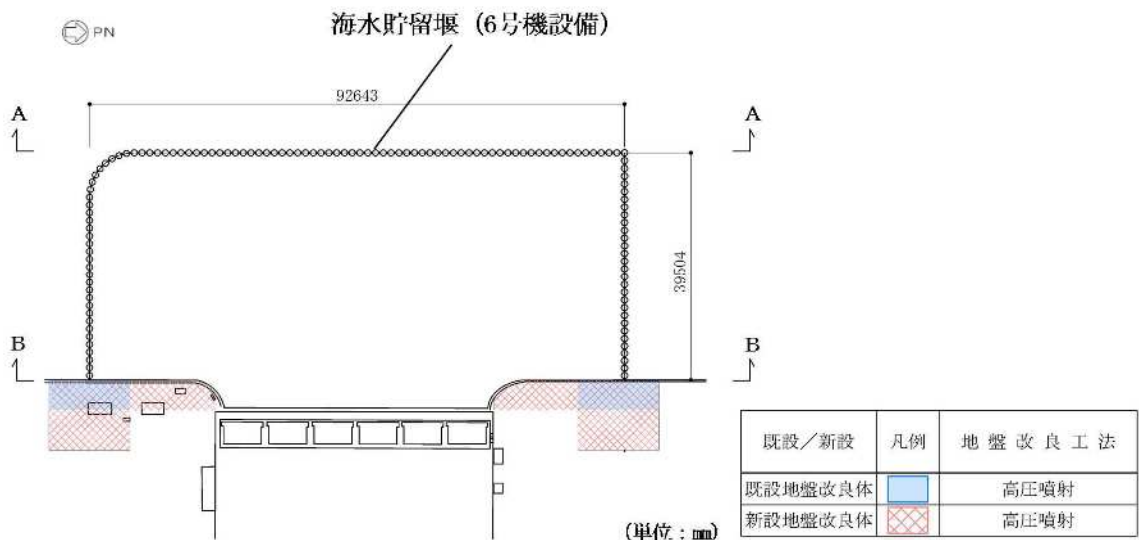 海水貯留堰（6号機設備）
PN
92643
A A
39504
B B
既設／新設 凡例 地盤改良工法
既設地盤改良体 高圧噴射
新設地盤改良体 高圧噴射
（単位：㎜）